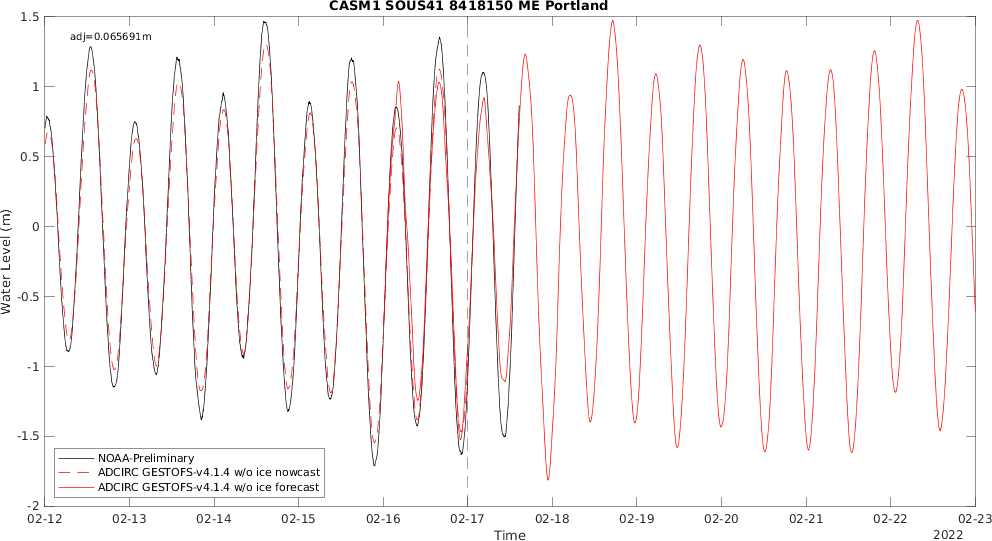 CASM1 SOUS41 8418150 ME Portland
adj=0.065691m
1.5
1
0.5
0
-0.5
-1
-1.5
-2
Water Level (m)
NOAA-Preliminary
ADCIRC GESTOFS-v4.1.4 w/o ice nowcast
ADCIRC GESTOFS-v4.1.4 w/o ice forecast
02-12 02-13 02-14 02-15 02-16 02-17 02-18 02-19 02-20 02-21 02-22 02-23
Time
2022